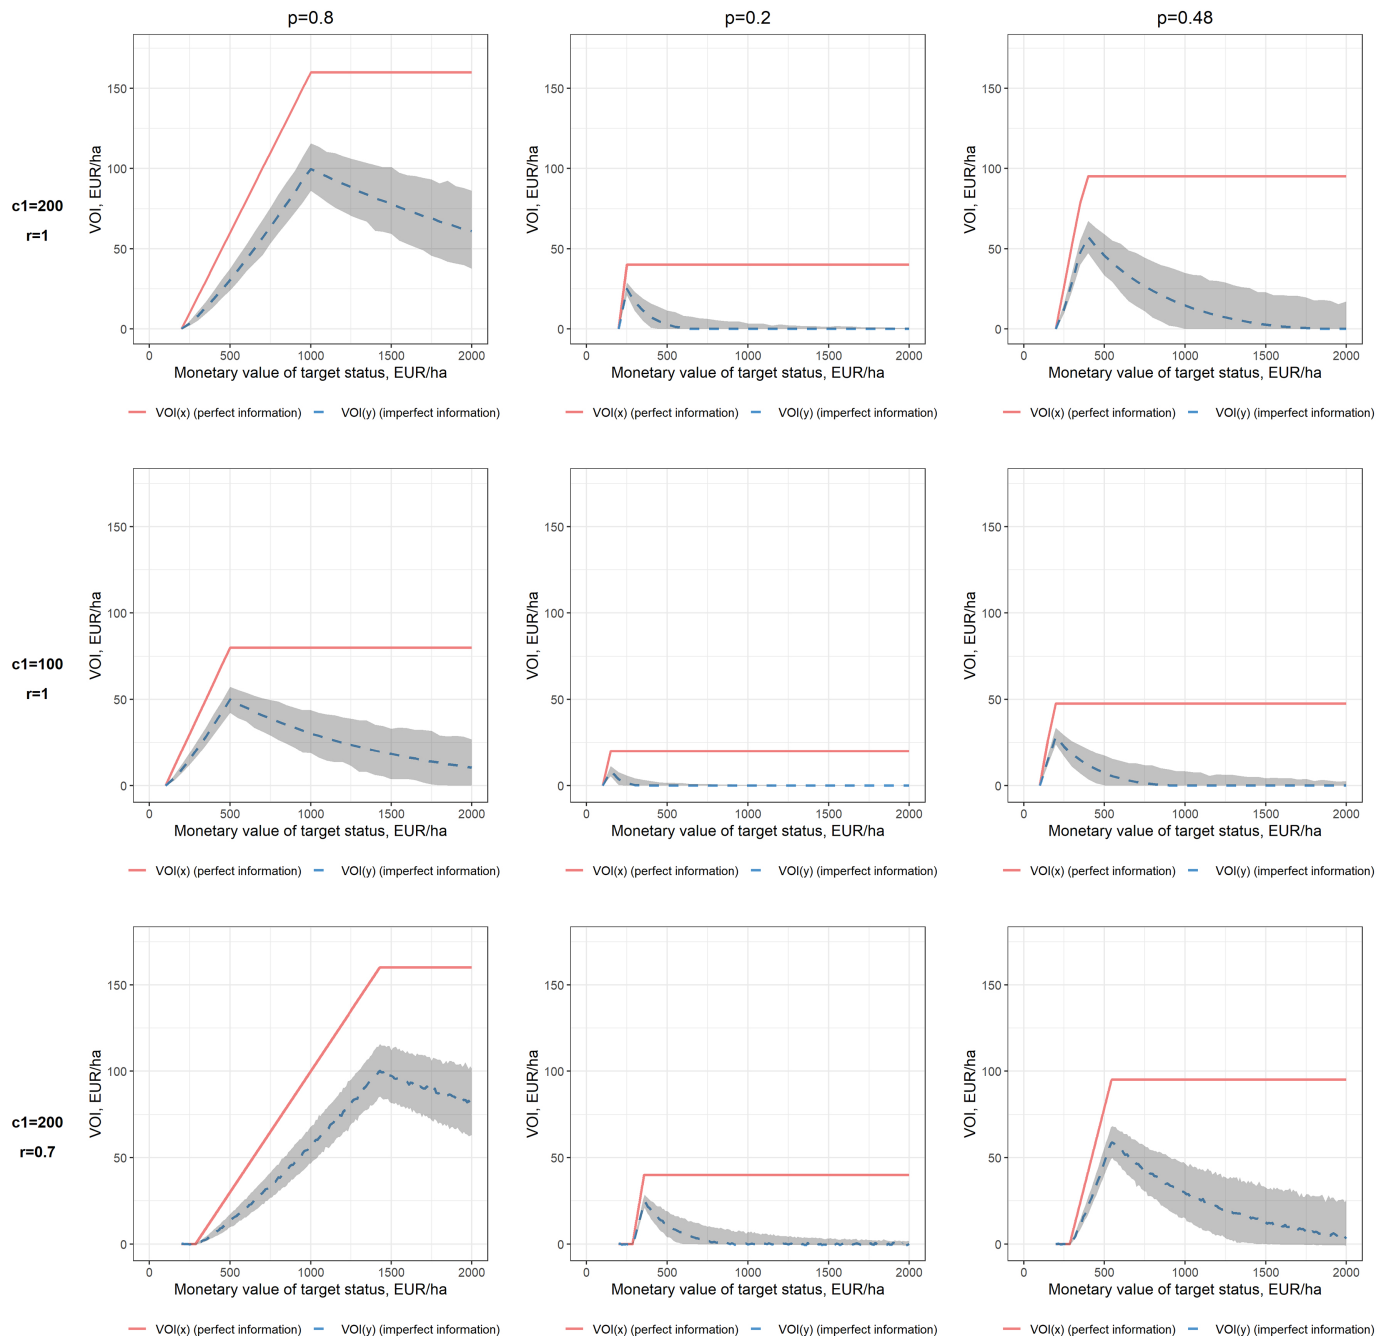 p=0.8 p=0.2 p=0.48
c1=200
r=1
VOI, EUR/ha
150
100
50
0
0 500 1000 1500 2000
Monetary value of target status, EUR/ha
VOI(x) (perfect information) VOI(y) (imperfect information)
VOI, EUR/ha
150
100
50
0
0 500 1000 1500 2000
Monetary value of target status, EUR/ha
VOI(x) (perfect information) VOI(y) (imperfect information)
VOI, EUR/ha
150
100
50
0
0 500 1000 1500 2000
Monetary value of target status, EUR/ha
VOI(x) (perfect information) VOI(y) (imperfect information)
c1=100
r=1
VOI, EUR/ha
150
100
50
0
0 500 1000 1500 2000
Monetary value of target status, EUR/ha
VOI(x) (perfect information) VOI(y) (imperfect information)
VOI, EUR/ha
150
100
50
0
0 500 1000 1500 2000
Monetary value of target status, EUR/ha
VOI(x) (perfect information) VOI(y) (imperfect information)
VOI, EUR/ha
150
100
50
0
0 500 1000 1500 2000
Monetary value of target status, EUR/ha
VOI(x) (perfect information) VOI(y) (imperfect information)
c1=200
r=0.7
VOI, EUR/ha
150
100
50
0
0 500 1000 1500 2000
Monetary value of target status, EUR/ha
VOI(x) (perfect information) VOI(y) (imperfect information)
VOI, EUR/ha
150
100
50
0
0 500 1000 1500 2000
Monetary value of target status, EUR/ha
VOI(x) (perfect information) VOI(y) (imperfect information)
VOI, EUR/ha
150
100
50
0
0 500 1000 1500 2000
Monetary value of target status, EUR/ha
VOI(x) (perfect information) VOI(y) (imperfect information)